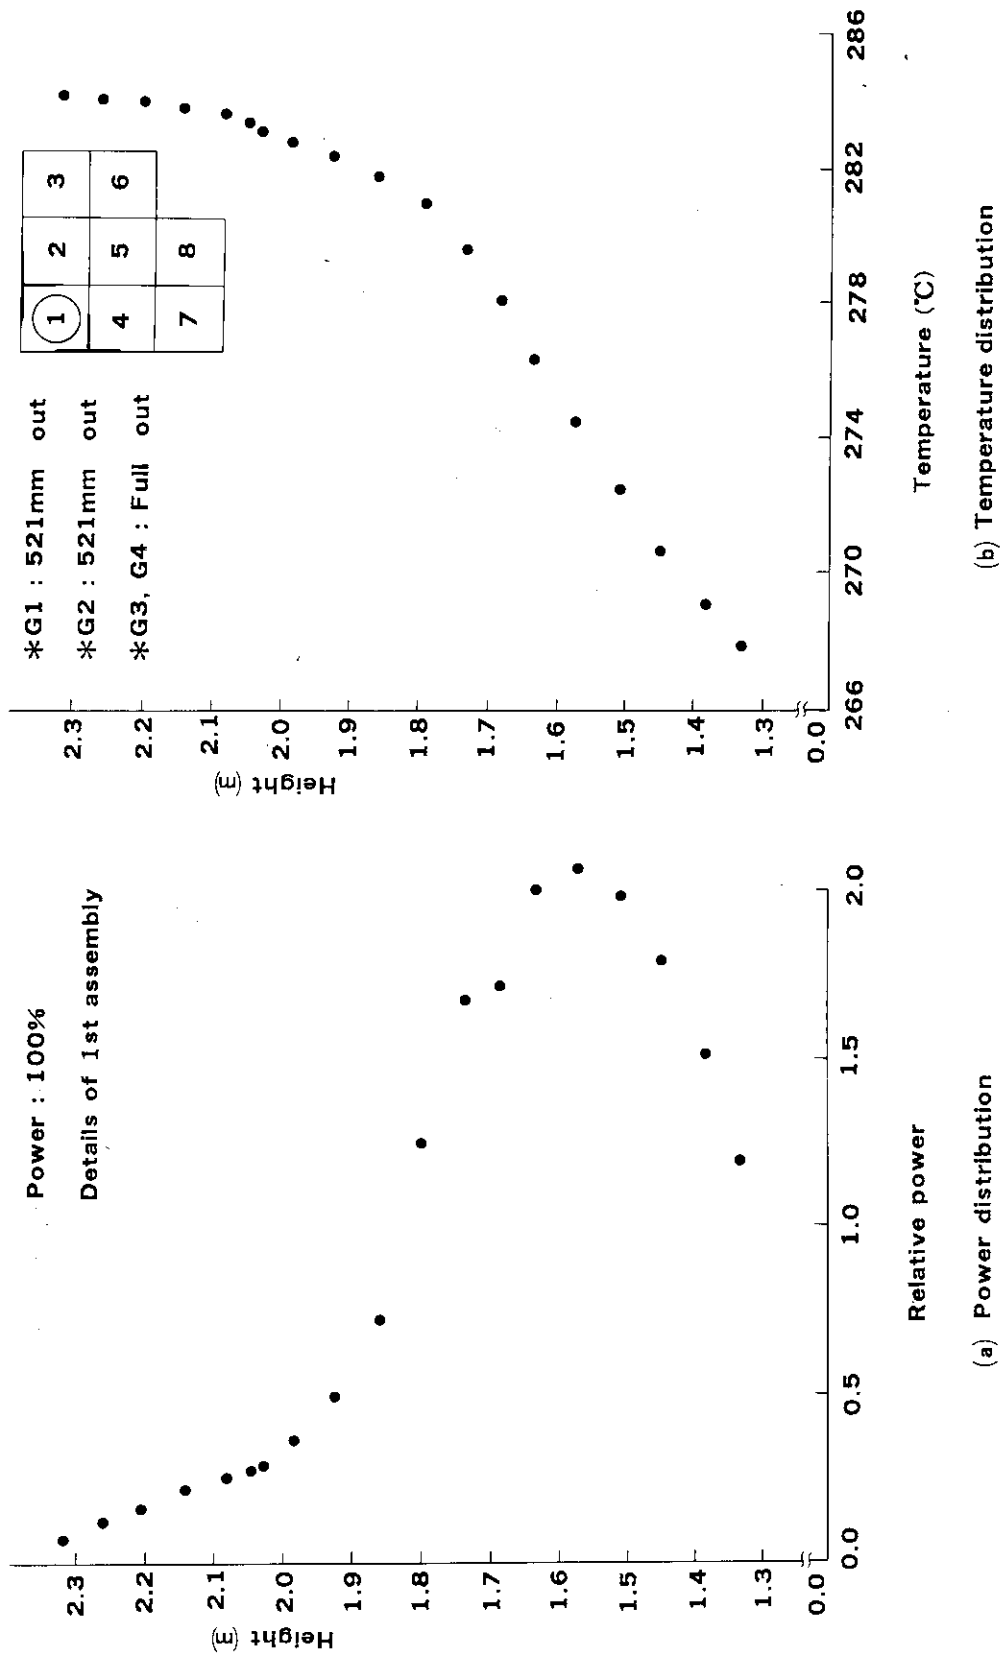 Power : 100%
Details of 1st assembly
Height (m)
2.3
2.2
2.1
2.0
1.9
1.8
1.7
1.6
1.5
1.4
1.3
0.0
0.0 0.5 1.0 1.5 2.0
Relative power
(a) Power distribution
*G1 : 521mm out
*G2 : 521mm out
*G3, G4 : Full out
1 2 3
4 5 6
7 8
Height (m)
2.3
2.2
2.1
2.0
1.9
1.8
1.7
1.6
1.5
1.4
1.3
0.0
266 270 274 278 282 286
Temperature (℃)
(b) Temperature distribution